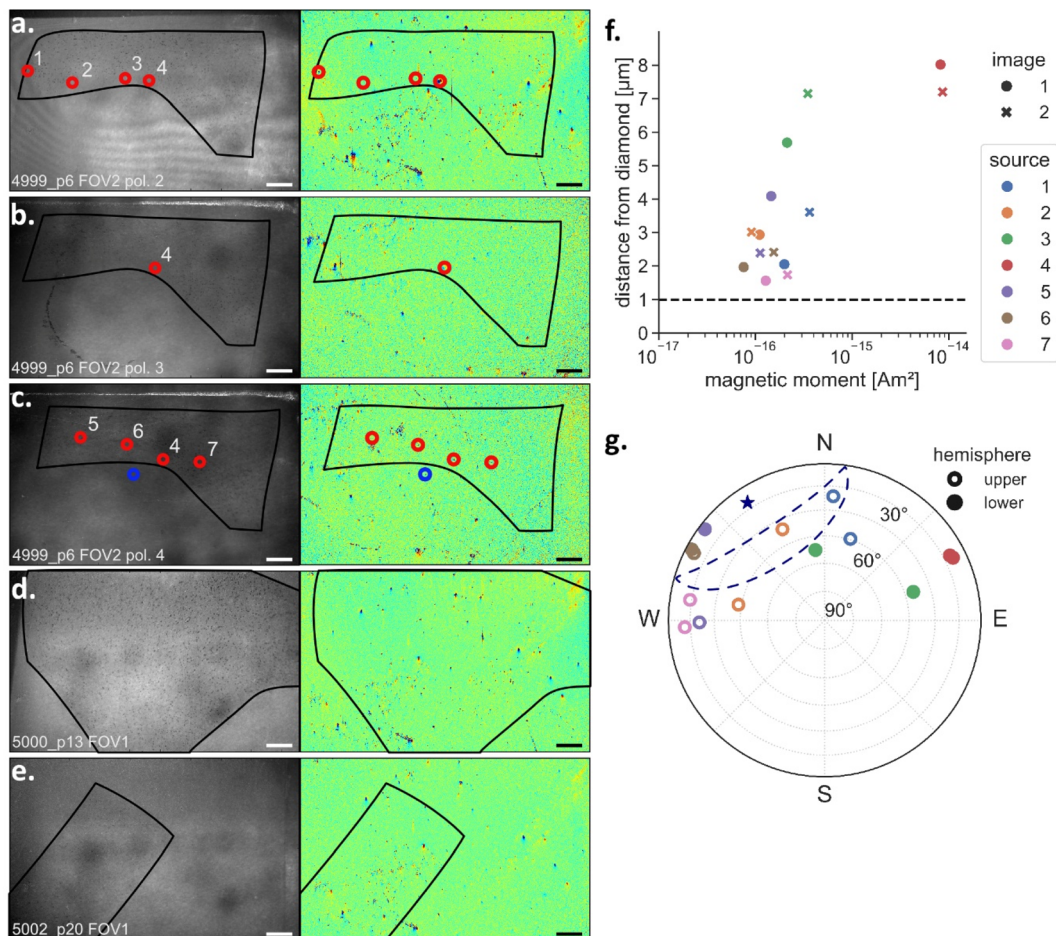 a.
1
2
3
4
4999_p6 FOV2 pol. 2
b.
4
4999_p6 FOV2 pol. 3
c.
5
6
4
7
4999_p6 FOV2 pol. 4
d.
5000_p13 FOV1
e.
5002_p20 FOV1
f.
distance from diamond [μm]
8
7
6
5
4
3
2
1
0
10⁻¹⁷
10⁻¹⁶
10⁻¹⁵
10⁻¹⁴
magnetic moment [Am²]
image
1
2
source
1
2
3
4
5
6
7
g.
N
hemisphere
upper
lower
30°
60°
90°
W
E
S